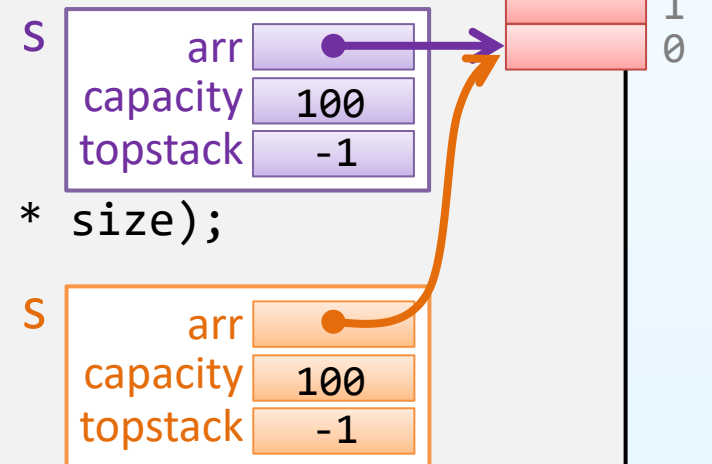 s
arr
capacity 100
topstack -1
1
0
* size);
s
arr
capacity 100
topstack -1